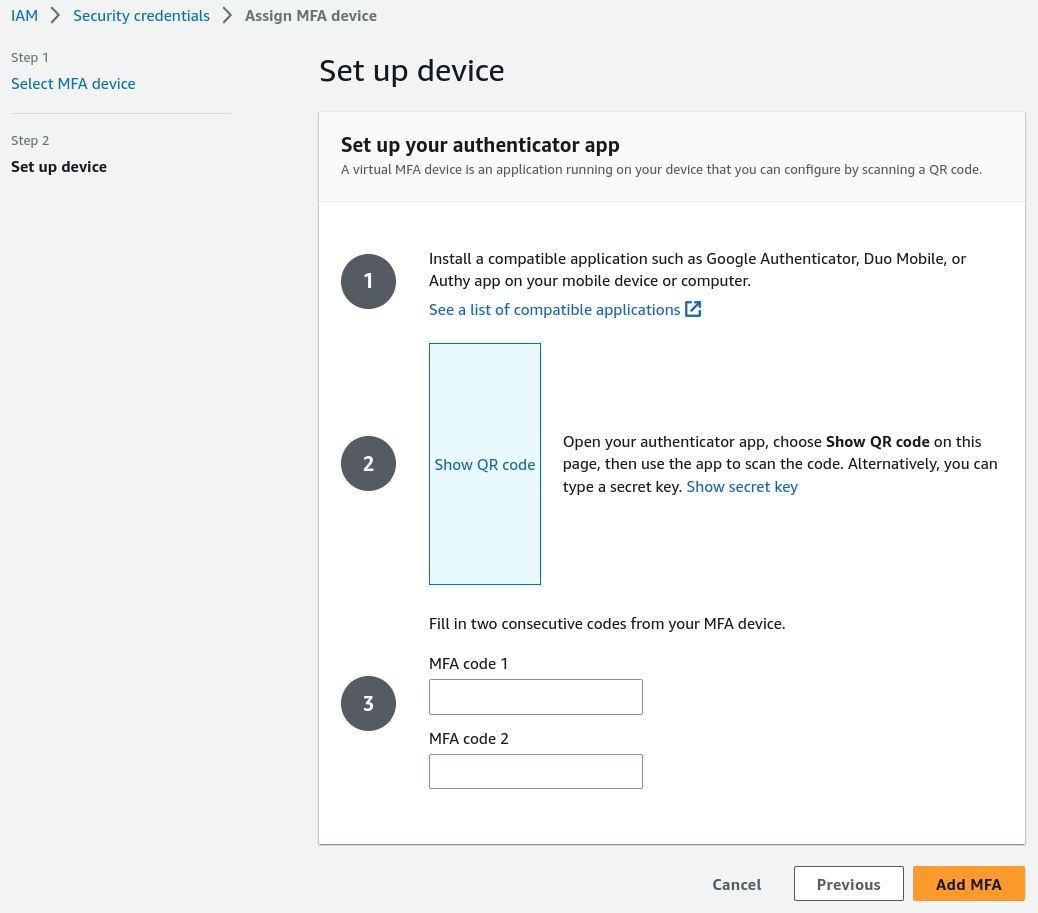 IAM > Security credentials > Assign MFA device
Step 1
Select MFA device
Step 2
Set up device
Set up device
Set up your authenticator app
A virtual MFA device is an application running on your device that you can configure by scanning a QR code.
1
Install a compatible application such as Google Authenticator, Duo Mobile, or
Authy app on your mobile device or computer.
See a list of compatible applications
2
Show QR code
Open your authenticator app, choose Show QR code on this
page, then use the app to scan the code. Alternatively, you can
type a secret key. Show secret key
3
Fill in two consecutive codes from your MFA device.
MFA code 1
MFA code 2
Cancel
Previous
Add MFA